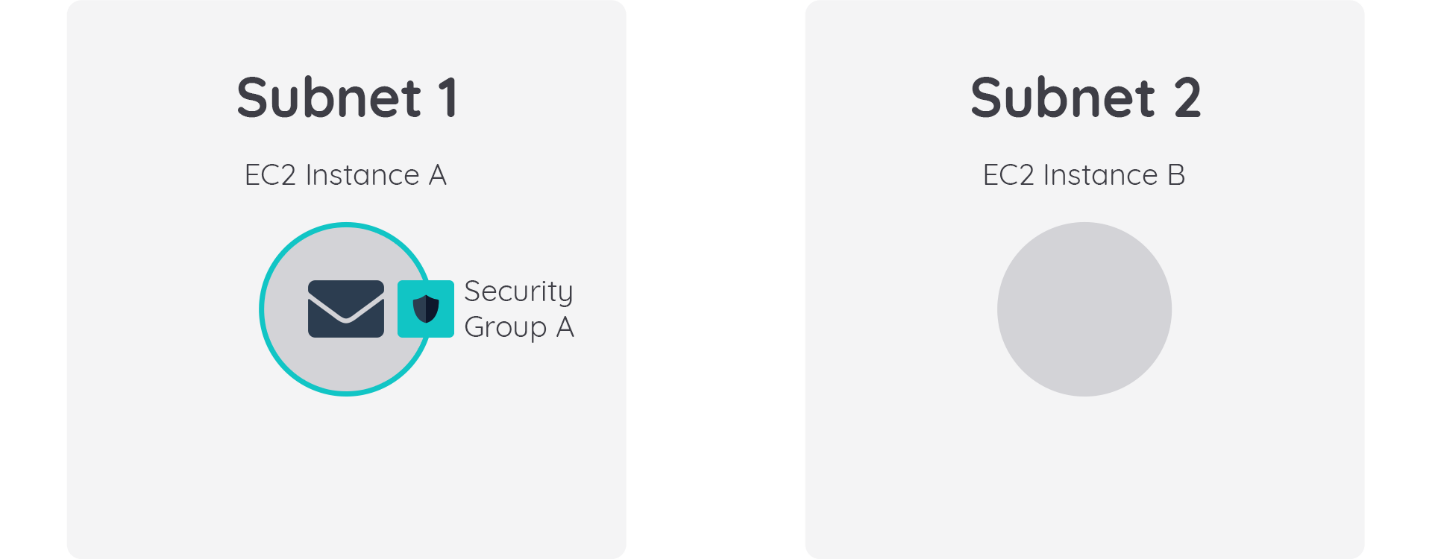 Subnet 1
EC2 Instance A
Security
Group A
Subnet 2
EC2 Instance B